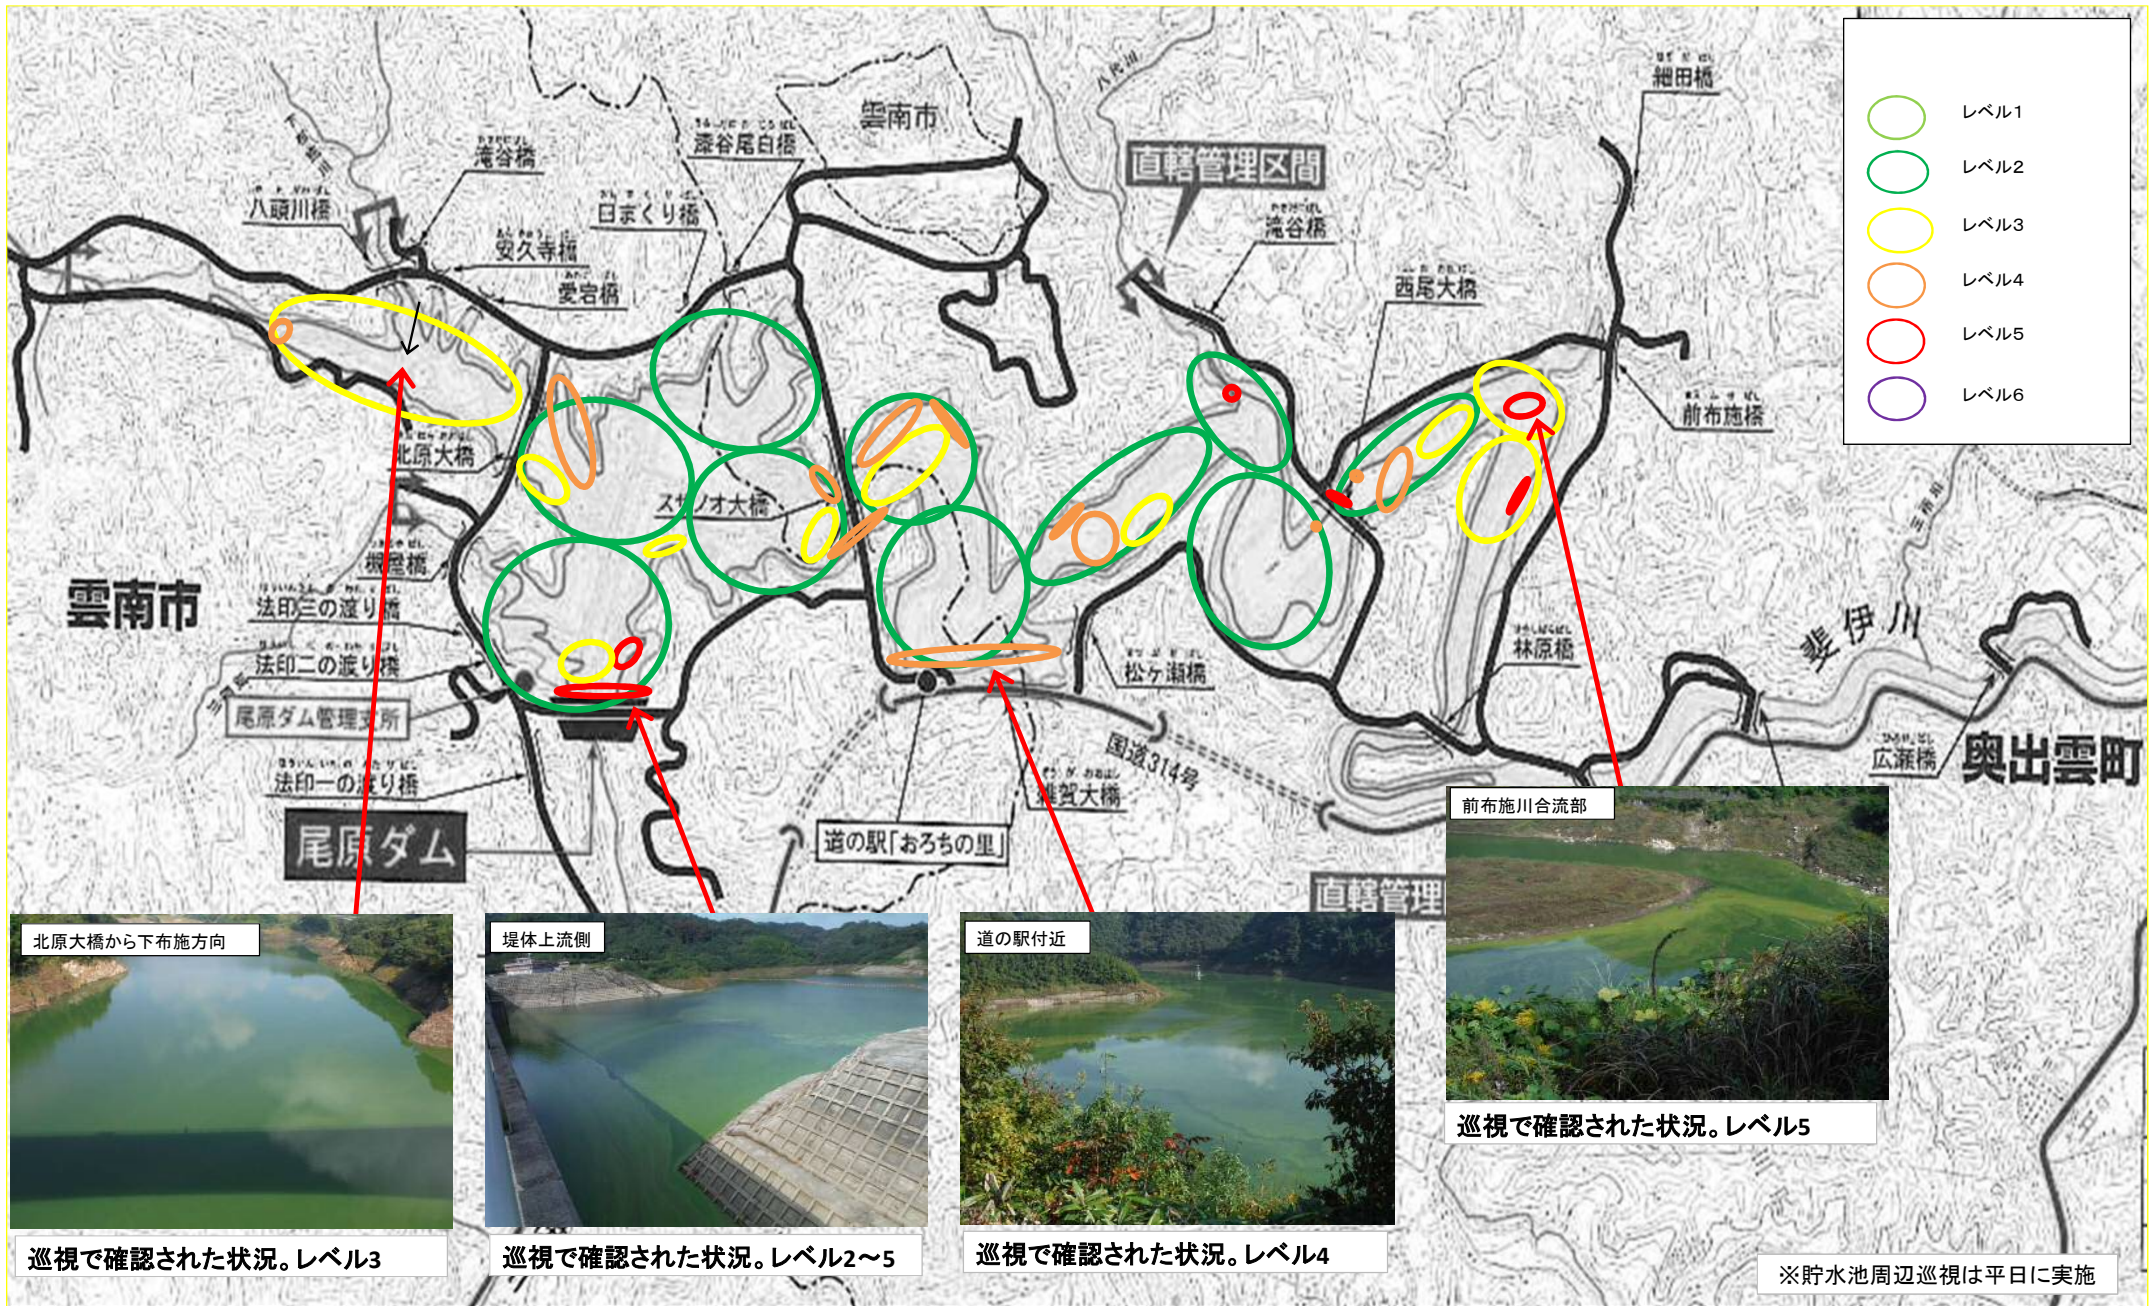 雲南市
細田橋
レベル1
レベル2
レベル3
レベル4
レベル5
レベル6
滝谷橋
漆谷尾白橋
直轄管理区間
八頭川橋
日まくり橋
滝谷橋
安久寺橋
愛宕橋
西尾大橋
前布施橋
北原大橋
スサノオ大橋
槻屋橋
雲南市
法印三の渡り橋
法印二の渡り橋
尾原ダム管理支所
法印一の渡り橋
松ヶ瀬橋
林原橋
斐伊川
国道314号
広瀬橋
奥出雲町
雑賀大橋
尾原ダム
道の駅「おろちの里」
直轄管理
前布施川合流部
巡視で確認された状況。レベル5
北原大橋から下布施方向
巡視で確認された状況。レベル3
堤体上流側
巡視で確認された状況。レベル2～5
道の駅付近
巡視で確認された状況。レベル4
※貯水池周辺巡視は平日に実施